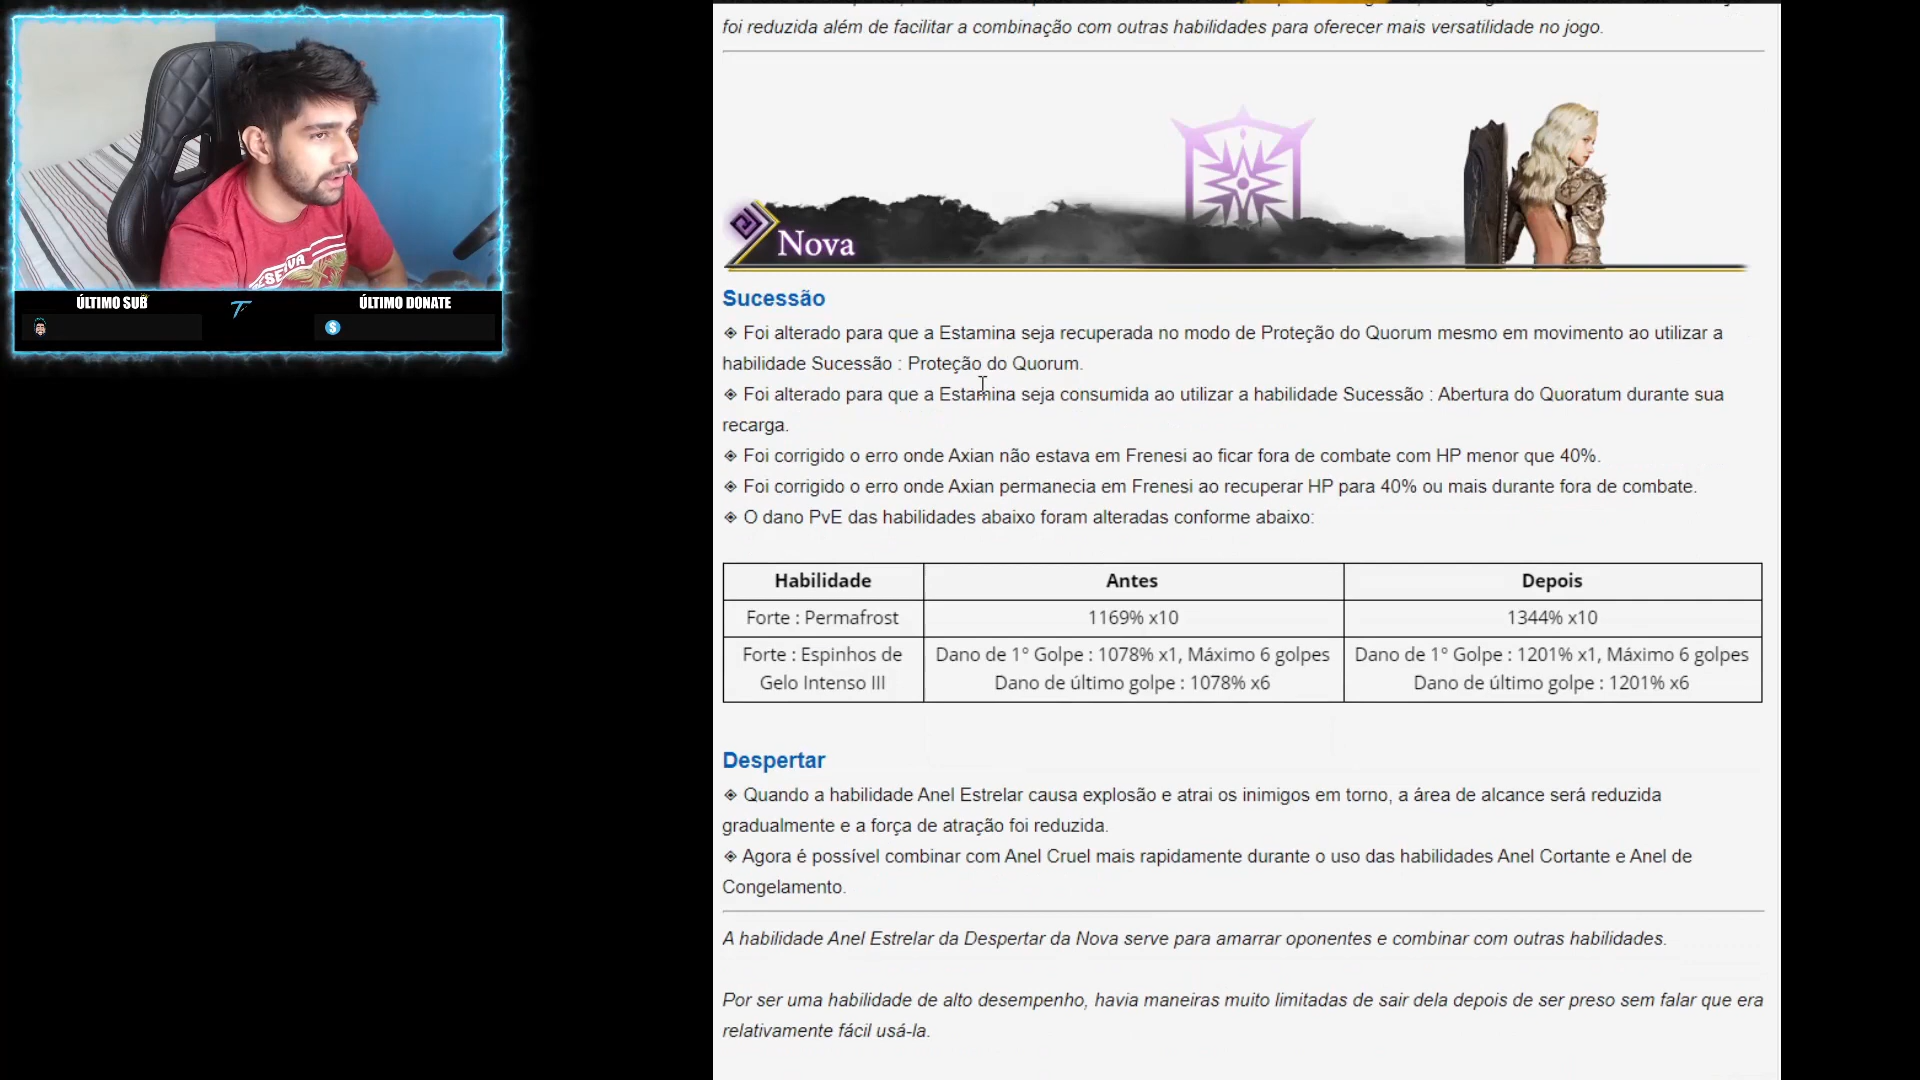 foi reduzida além de facilitar a combinação com outras habilidades para oferecer mais versatilidade no jogo.
Nova
ÚLTIMO SUB
ÚLTIMO DONATE
Sucessão
◈ Foi alterado para que a Estamina seja recuperada no modo de Proteção do Quorum mesmo em movimento ao utilizar a
habilidade Sucessão : Proteção do Quorum.
◈ Foi alterado para que a Estamina seja consumida ao utilizar a habilidade Sucessão : Abertura do Quoratum durante sua
recarga.
◈ Foi corrigido o erro onde Axian não estava em Frenesi ao ficar fora de combate com HP menor que 40%.
◈ Foi corrigido o erro onde Axian permanecia em Frenesi ao recuperar HP para 40% ou mais durante fora de combate.
◈ O dano PvE das habilidades abaixo foram alteradas conforme abaixo:
Habilidade Antes Depois
Forte : Permafrost 1169% x10 1344% x10
Forte : Espinhos de Dano de 1° Golpe : 1078% x1, Máximo 6 golpes Dano de 1° Golpe : 1201% x1, Máximo 6 golpes
Gelo Intenso III Dano de último golpe : 1078% x6 Dano de último golpe : 1201% x6
Despertar
◈ Quando a habilidade Anel Estrelar causa explosão e atrai os inimigos em torno, a área de alcance será reduzida
gradualmente e a força de atração foi reduzida.
◈ Agora é possível combinar com Anel Cruel mais rapidamente durante o uso das habilidades Anel Cortante e Anel de
Congelamento.
A habilidade Anel Estrelar da Despertar da Nova serve para amarrar oponentes e combinar com outras habilidades.
Por ser uma habilidade de alto desempenho, havia maneiras muito limitadas de sair dela depois de ser preso sem falar que era
relativamente fácil usá-la.